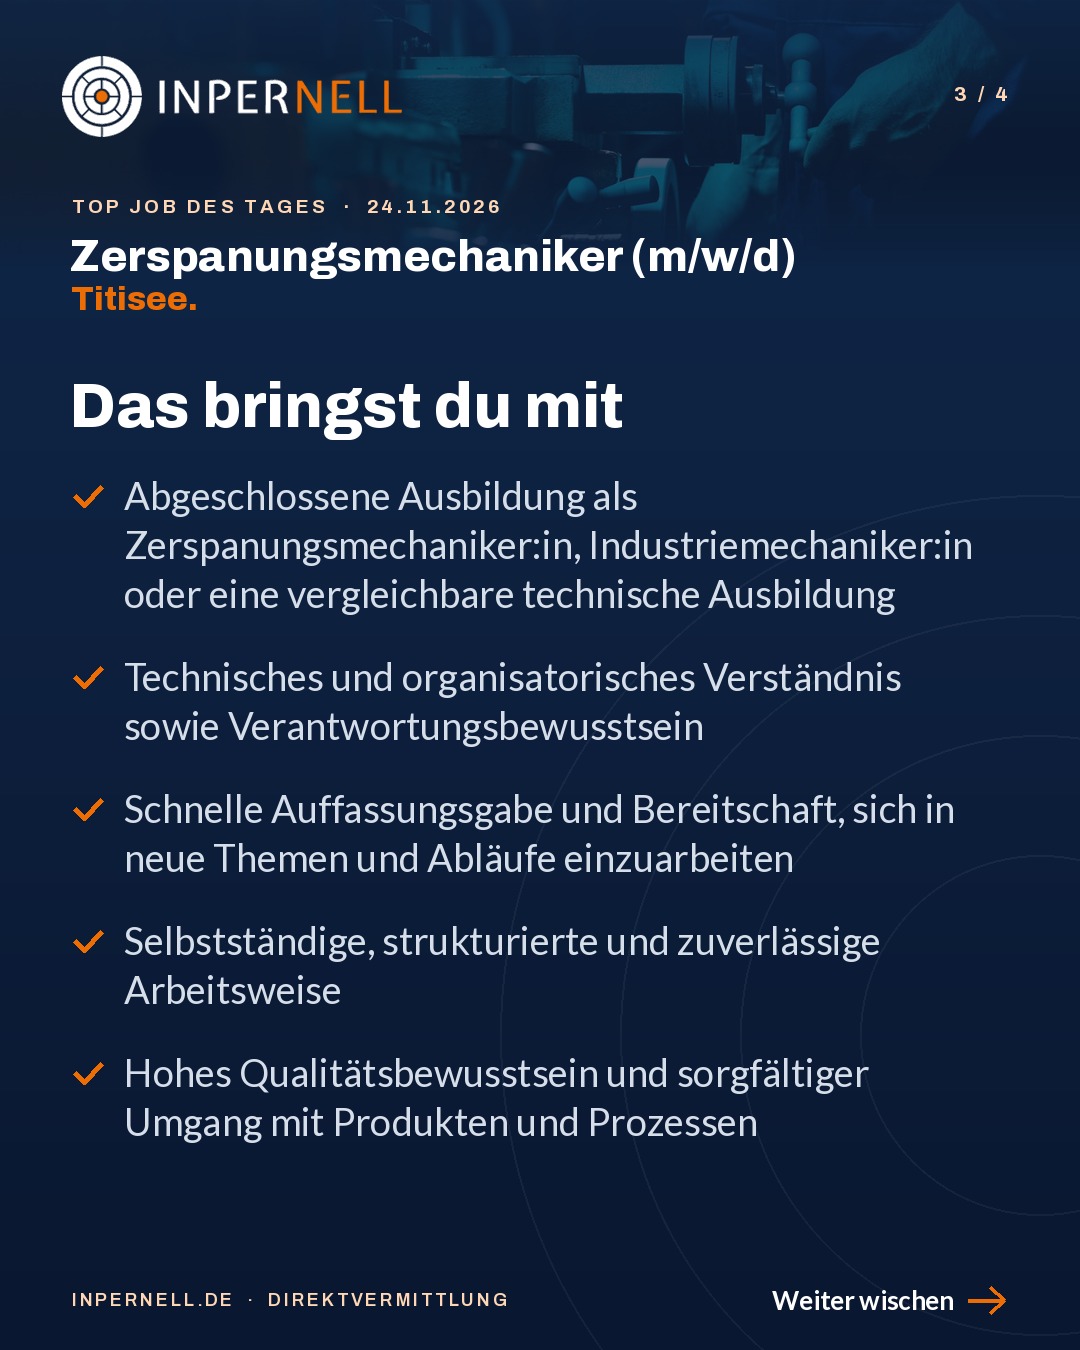 INPERNELL
3 / 4
TOP JOB DES TAGES · 24.11.2026
Zerspanungsmechaniker (m/w/d)
Titisee.
Das bringst du mit
Abgeschlossene Ausbildung als
Zerspanungsmechaniker:in, Industriemechaniker:in
oder eine vergleichbare technische Ausbildung
Technisches und organisatorisches Verständnis
sowie Verantwortungsbewusstsein
Schnelle Auffassungsgabe und Bereitschaft, sich in
neue Themen und Abläufe einzuarbeiten
Selbstständige, strukturierte und zuverlässige
Arbeitsweise
Hohes Qualitätsbewusstsein und sorgfältiger
Umgang mit Produkten und Prozessen
INPERNELL.DE · DIREKTVERMITTLUNG
Weiter wischen